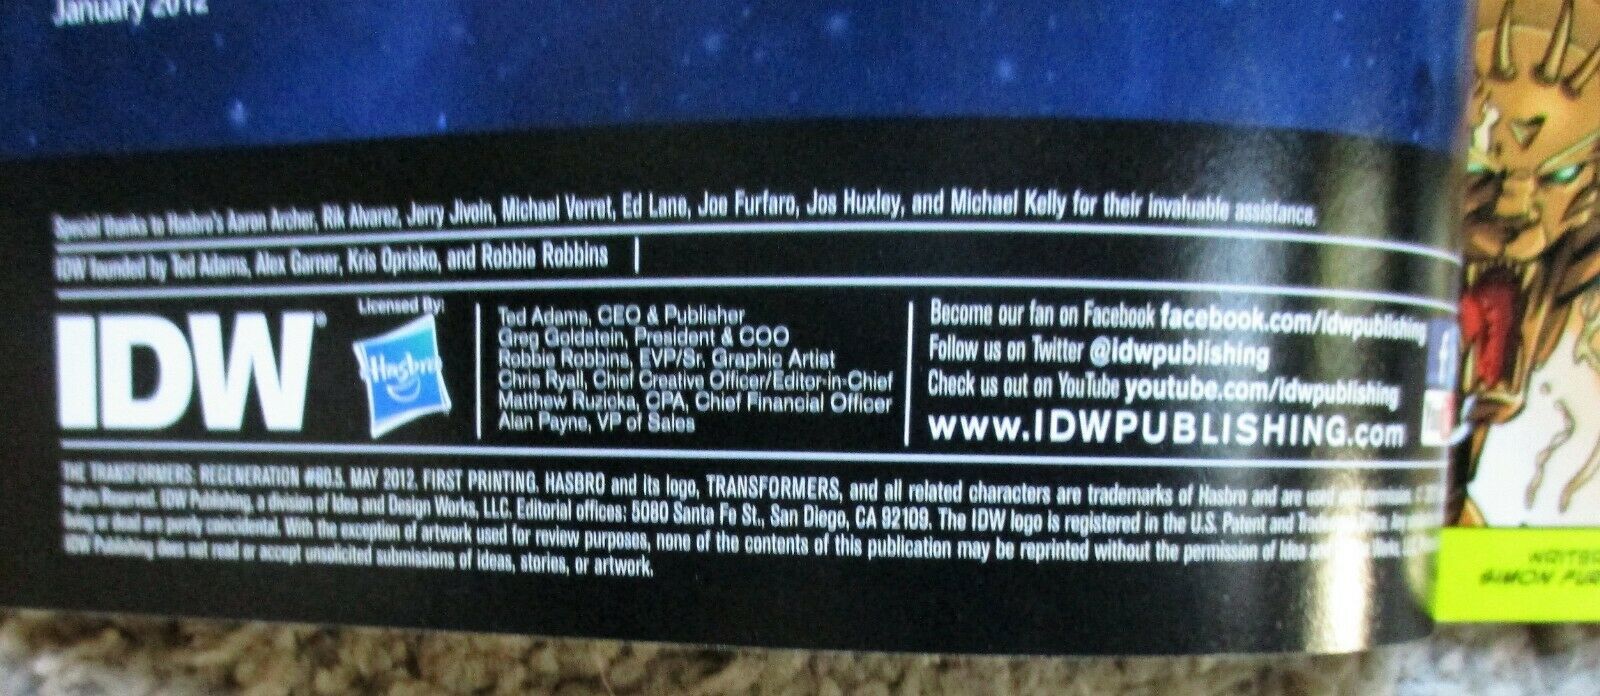 January 2012
Special thanks to Hasbro's Aaron Archer, Rik Alvarez, Jerry Jivoin, Michael Verret, Ed Lane, Joe Furfaro, Jos Huxley, and Michael Kelly for their invaluable assistance.
IDW founded by Ted Adams, Alex Garner, Kris Oprisko, and Robbie Robbins
IDW®
Licensed By:
Hasbro
Ted Adams, CEO & Publisher
Greg Goldstein, President & COO
Robbie Robbins, EVP/Sr. Graphic Artist
Chris Ryall, Chief Creative Officer/Editor-in-Chief
Matthew Ruzicka, CPA, Chief Financial Officer
Alan Payne, VP of Sales
Become our fan on Facebook facebook.com/idwpublishing
Follow us on Twitter @idwpublishing
Check us out on YouTube youtube.com/idwpublishing
www.IDWPUBLISHING.com
THE TRANSFORMERS: REGENERATION #80.5. MAY 2012. FIRST PRINTING. HASBRO and its logo, TRANSFORMERS, and all related characters are trademarks of Hasbro and are used
Rights Reserved. IDW Publishing, a division of Idea and Design Works, LLC. Editorial offices: 5080 Santa Fe St., San Diego, CA 92109. The IDW logo is registered in the U.S. Patent and
living or dead are purely coincidental. With the exception of artwork used for review purposes, none of the contents of this publication may be reprinted without the permission of Idea and
IDW Publishing does not read or accept unsolicited submissions of ideas, stories, or artwork.
SIMON